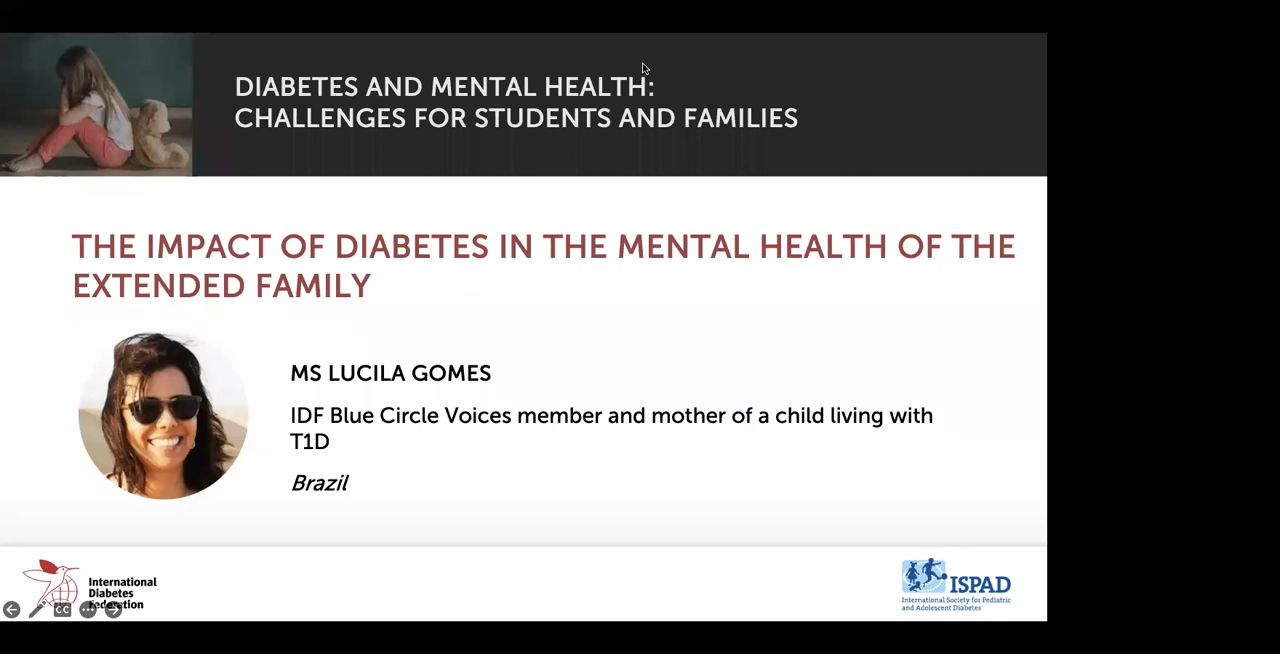 DIABETES AND MENTAL HEALTH:
CHALLENGES FOR STUDENTS AND FAMILIES
THE IMPACT OF DIABETES IN THE MENTAL HEALTH OF THE
EXTENDED FAMILY
MS LUCILA GOMES
IDF Blue Circle Voices member and mother of a child living with
T1D
Brazil
International
Diabetes
Federation
CC
ISPAD
International Society for Pediatric
and Adolescent Diabetes